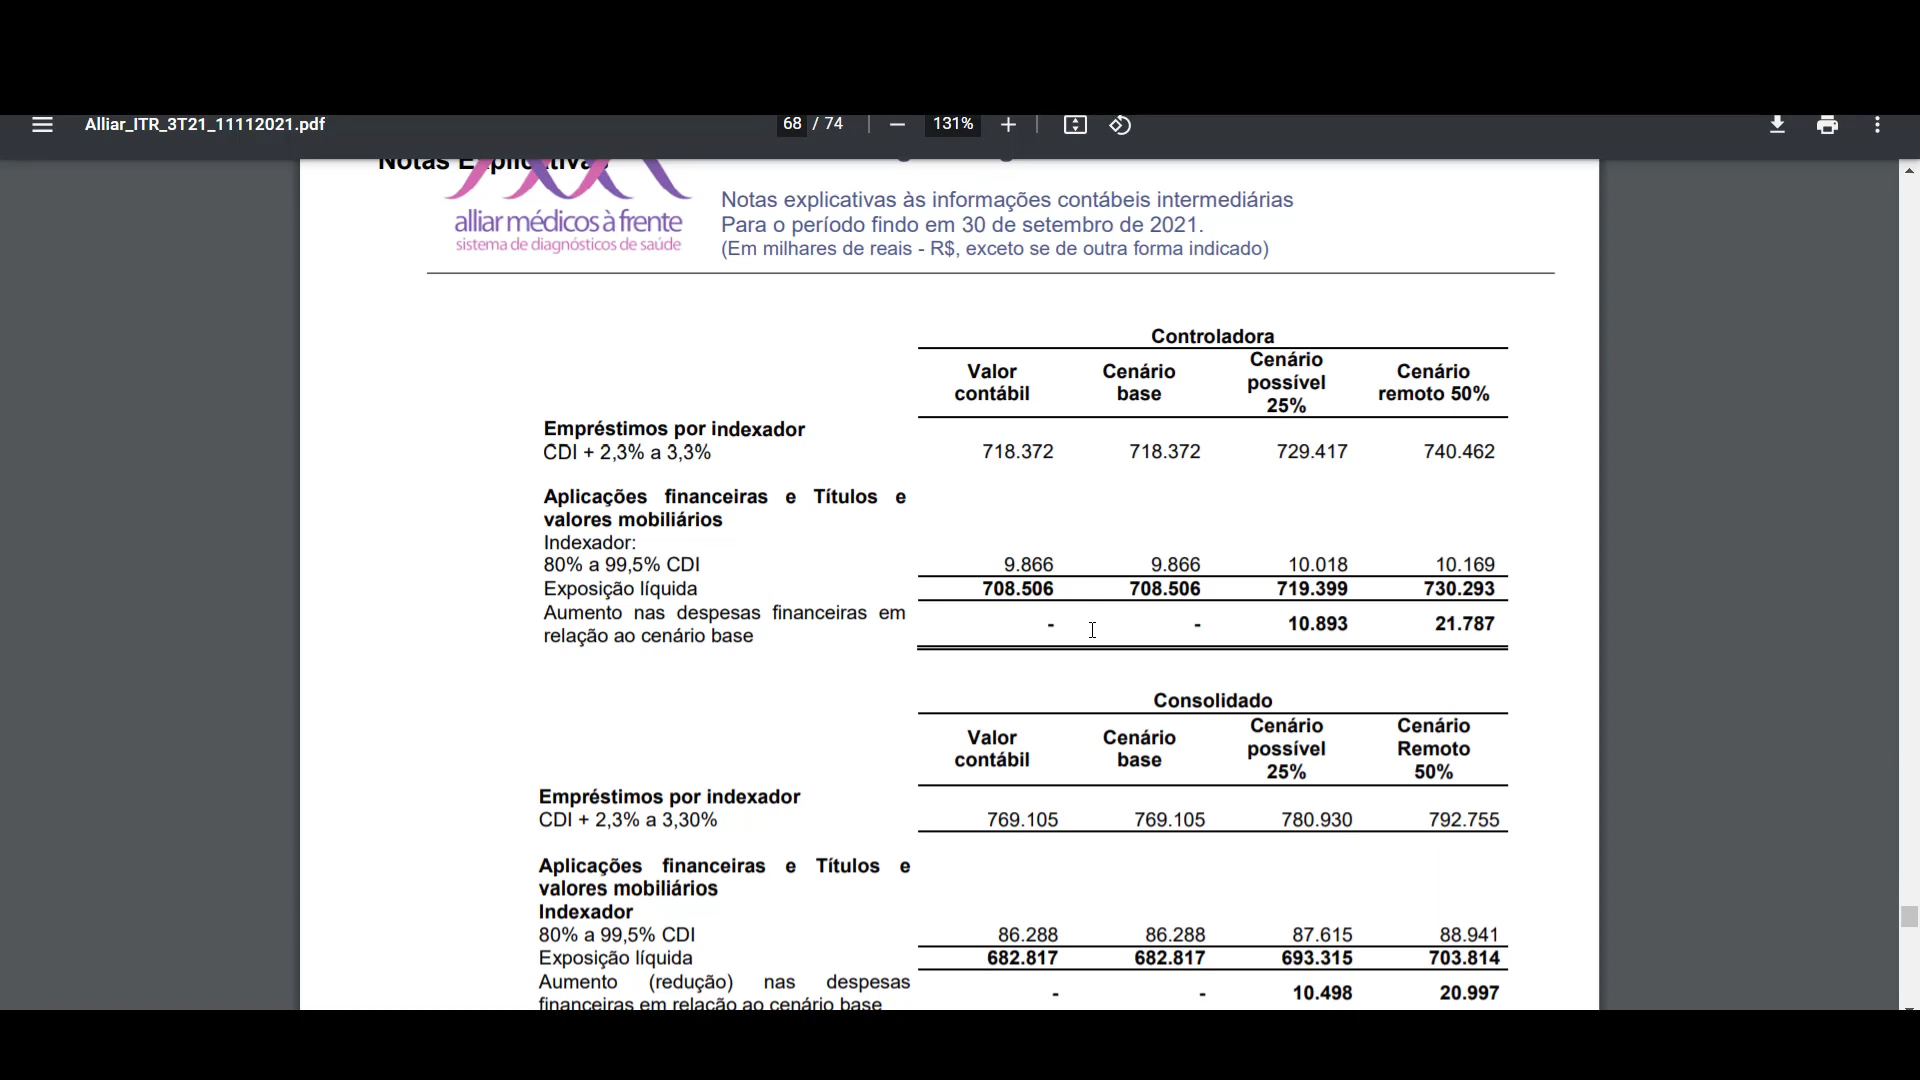 Alliar_ITR_3T21_11112021.pdf
68 / 74
131%
Notas Explicativas
alliar médicos à frente
sistema de diagnósticos de saúde
Notas explicativas às informações contábeis intermediárias
Para o período findo em 30 de setembro de 2021.
(Em milhares de reais - R$, exceto se de outra forma indicado)
Controladora
Valor contábil Cenário base Cenário possível 25% Cenário remoto 50%
Empréstimos por indexador
CDI + 2,3% a 3,3% 718.372 718.372 729.417 740.462
Aplicações financeiras e Títulos e
valores mobiliários
Indexador:
80% a 99,5% CDI 9.866 9.866 10.018 10.169
Exposição líquida 708.506 708.506 719.399 730.293
Aumento nas despesas financeiras em
relação ao cenário base - - 10.893 21.787
Consolidado
Valor contábil Cenário base Cenário possível 25% Cenário Remoto 50%
Empréstimos por indexador
CDI + 2,3% a 3,30% 769.105 769.105 780.930 792.755
Aplicações financeiras e Títulos e
valores mobiliários
Indexador
80% a 99,5% CDI 86.288 86.288 87.615 88.941
Exposição líquida 682.817 682.817 693.315 703.814
Aumento (redução) nas despesas
financeiras em relação ao cenário base - - 10.498 20.997